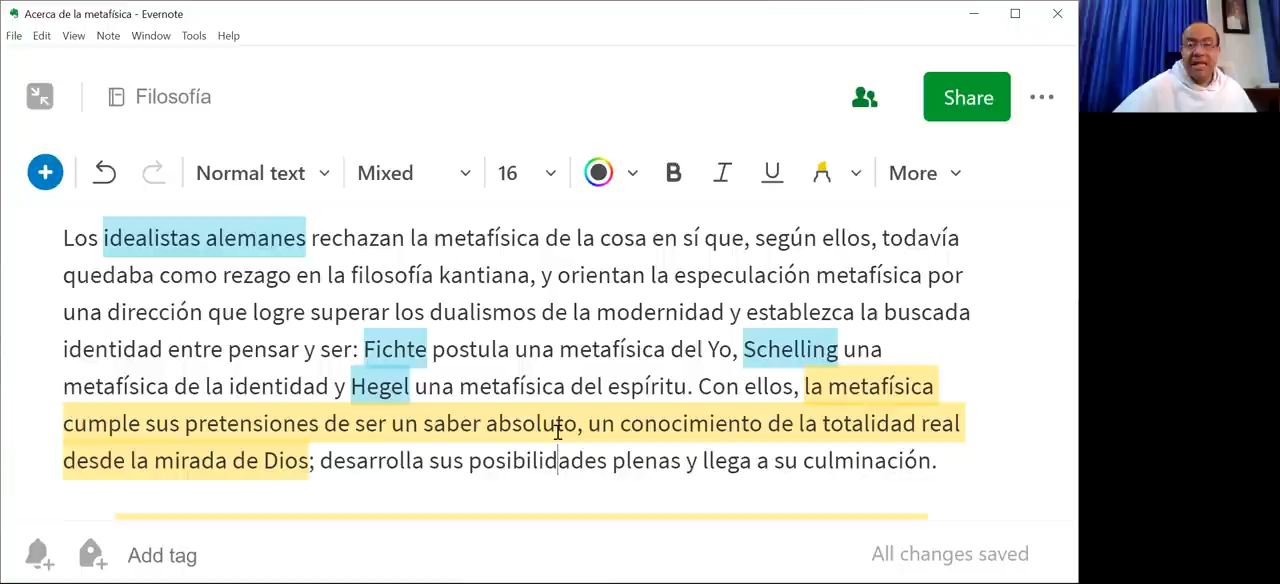 Acerca de la metafísica - Evernote
File Edit View Note Window Tools Help
Filosofía
Share
Normal text Mixed 16 B I U A More
Los idealistas alemanes rechazan la metafísica de la cosa en sí que, según ellos, todavía
quedaba como rezago en la filosofía kantiana, y orientan la especulación metafísica por
una dirección que logre superar los dualismos de la modernidad y establezca la buscada
identidad entre pensar y ser: Fichte postula una metafísica del Yo, Schelling una
metafísica de la identidad y Hegel una metafísica del espíritu. Con ellos, la metafísica
cumple sus pretensiones de ser un saber absoluto, un conocimiento de la totalidad real
desde la mirada de Dios; desarrolla sus posibilidades plenas y llega a su culminación.
Add tag
All changes saved